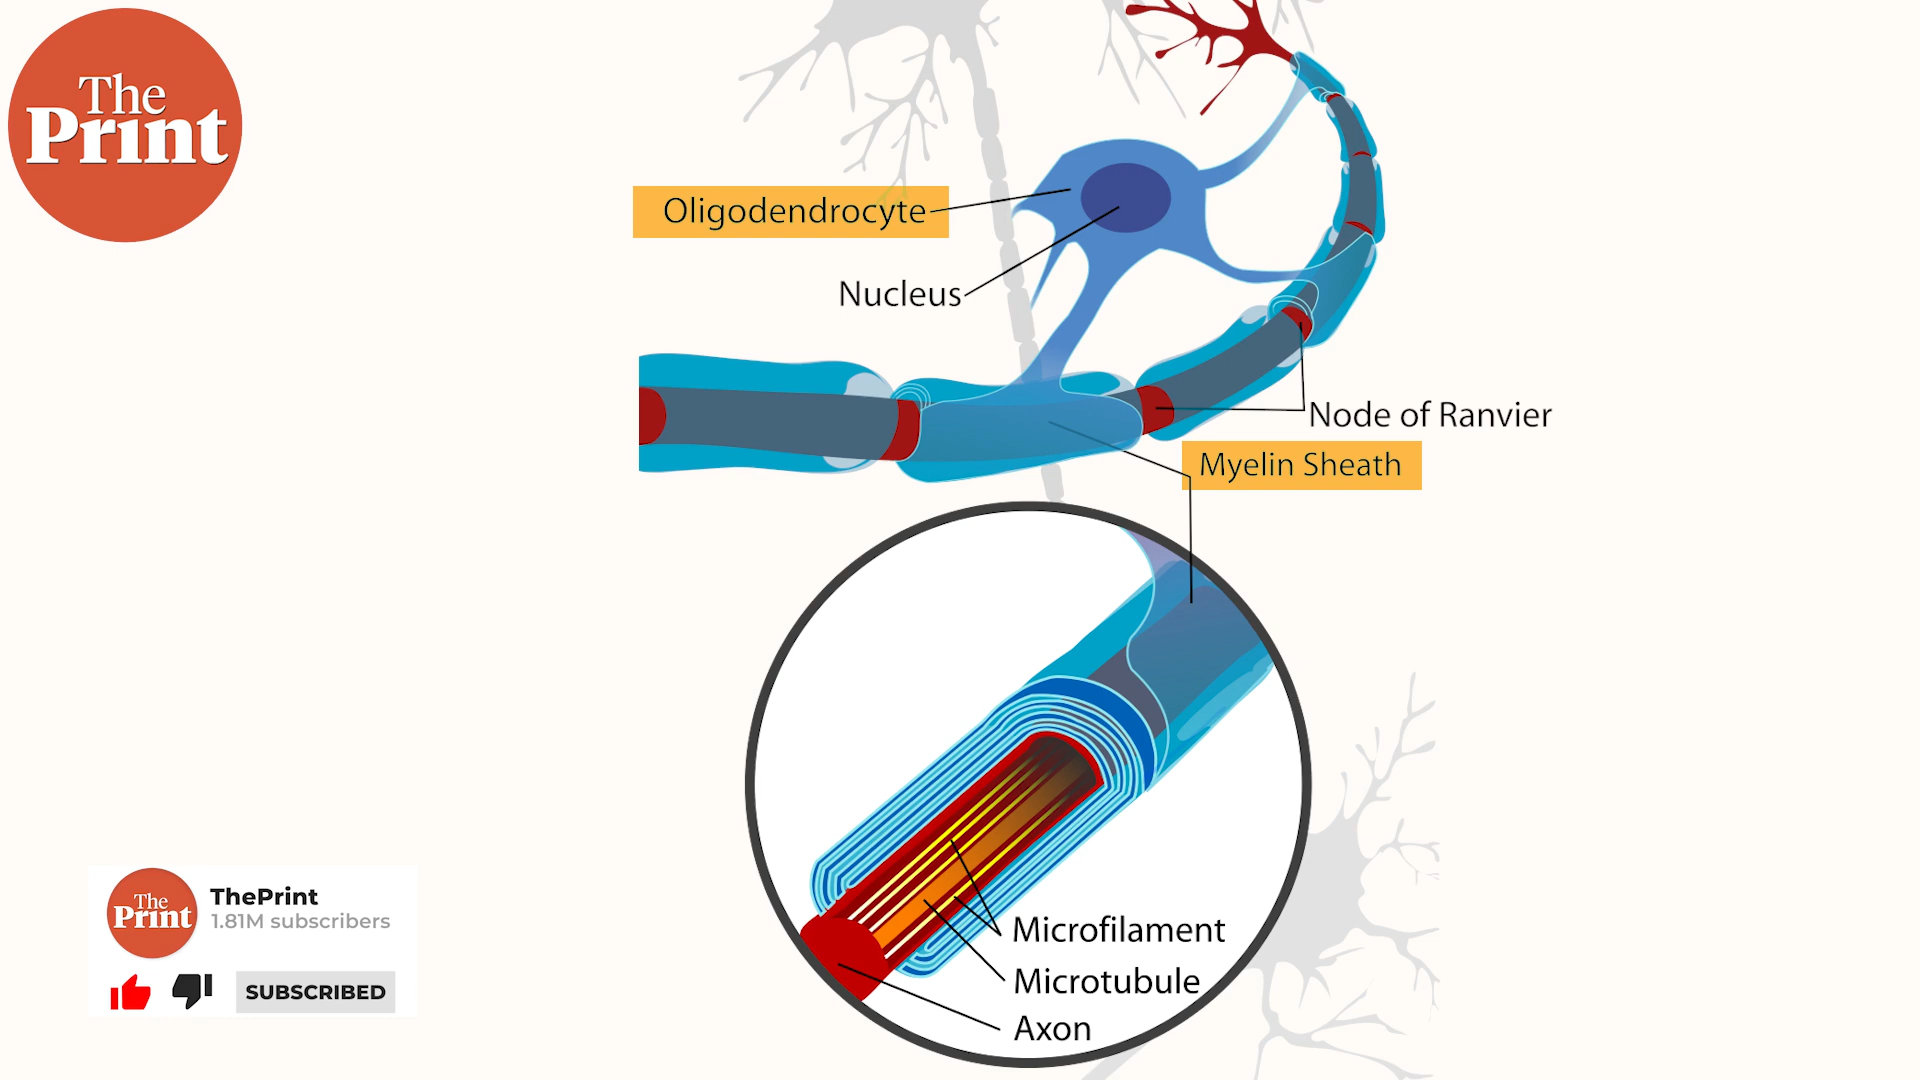 The
Print
Oligodendrocyte
Nucleus
Node of Ranvier
Myelin Sheath
Microfilament
Microtubule
Axon
The
Print
ThePrint
1.81M subscribers
SUBSCRIBED